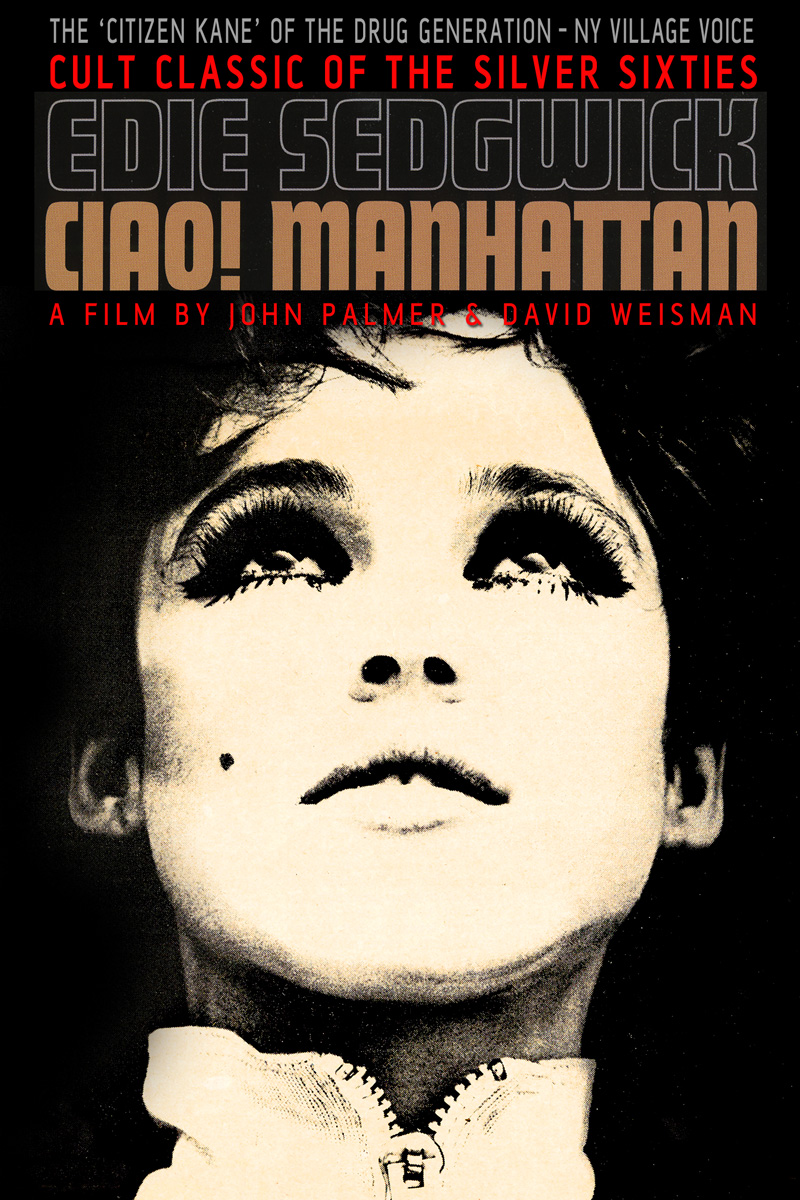 THE ‘CITIZEN KANE’ OF THE DRUG GENERATION - NY VILLAGE VOICE
CULT CLASSIC OF THE SILVER SIXTIES
EDIE SEDGWICK
CIAO! MANHATTAN
A FILM BY JOHN PALMER & DAVID WEISMAN